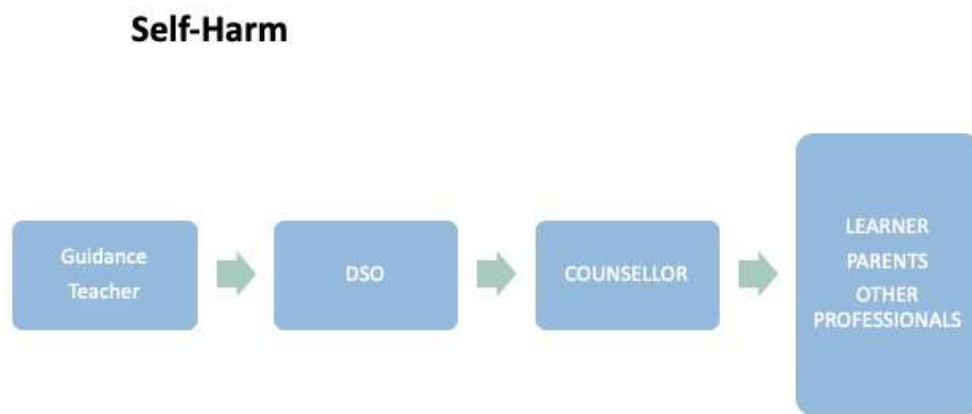 Self-Harm
Guidance
Teacher
DSO
COUNSELLOR
LEARNER
PARENTS
OTHER
PROFESSIONALS